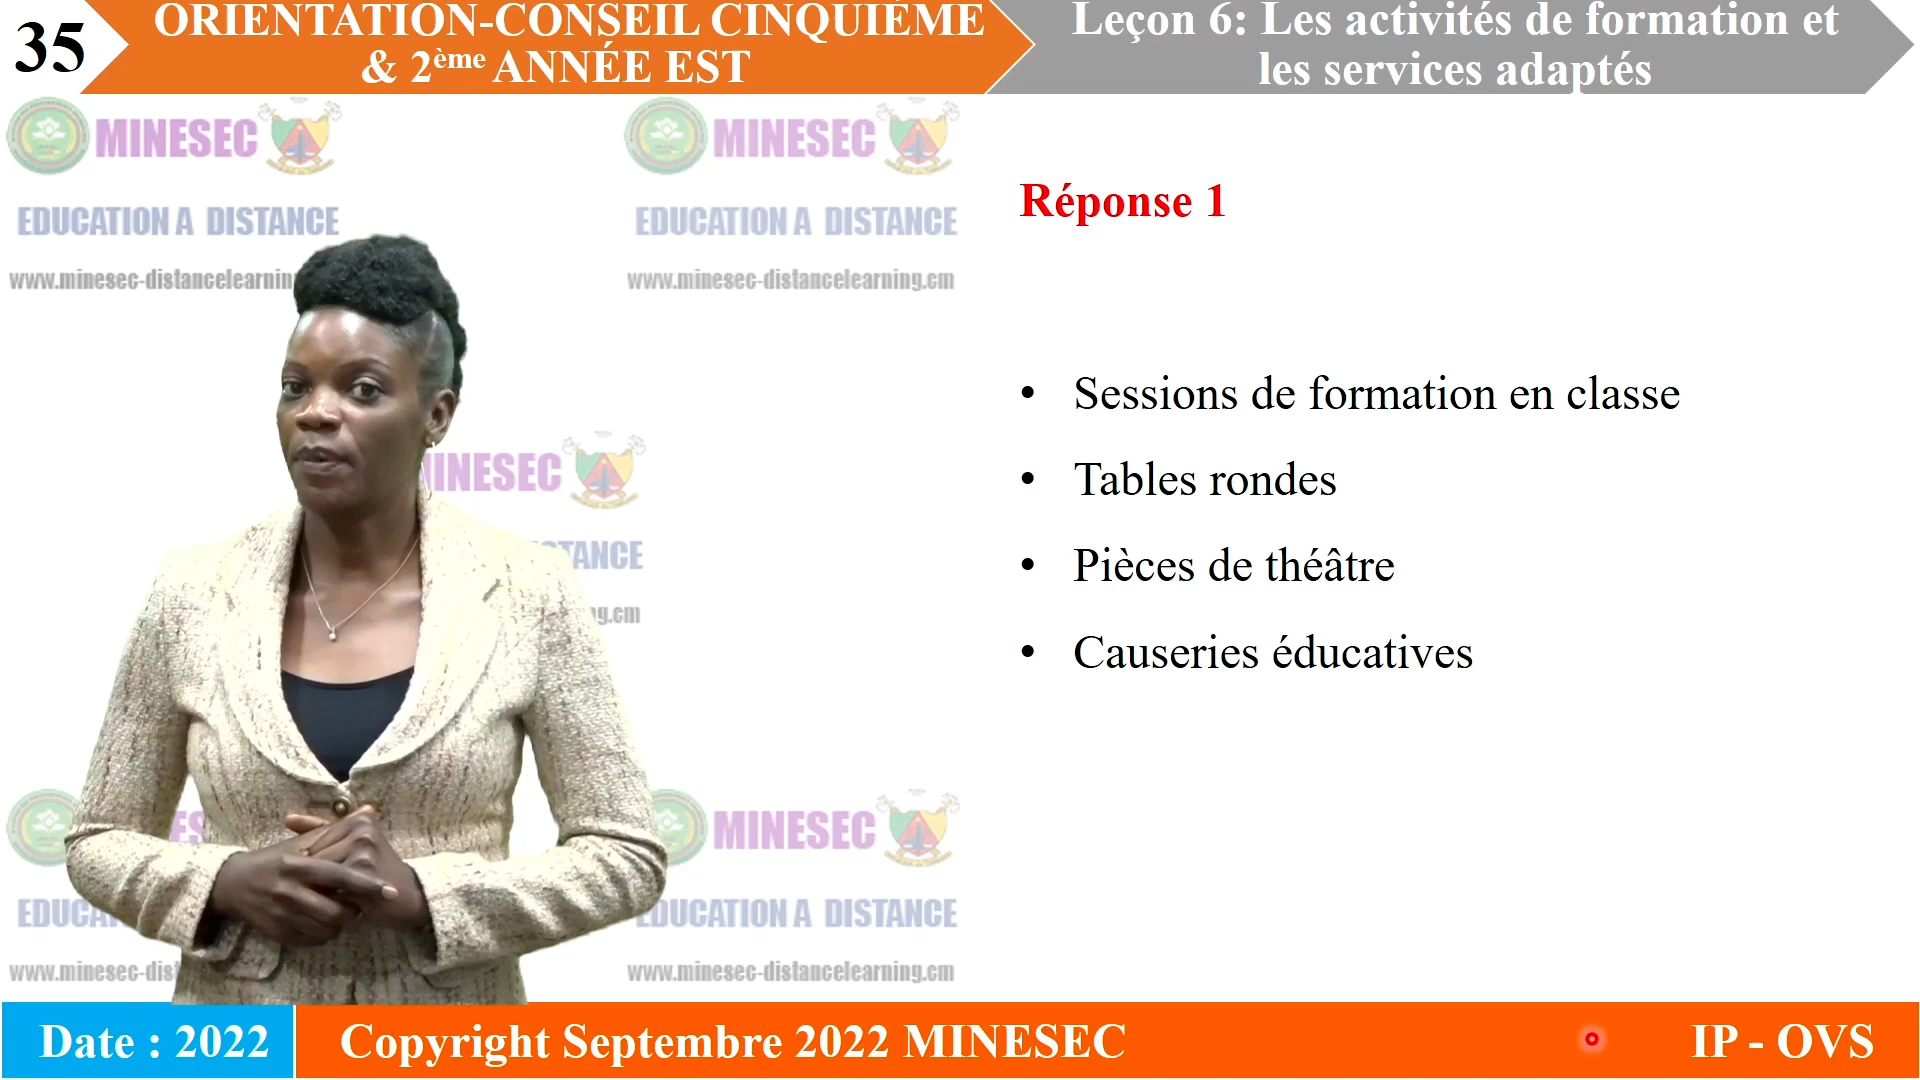 35
ORIENTATION-CONSEIL CINQUIÈME
& 2ème ANNÉE EST
Leçon 6: Les activités de formation et
les services adaptés
MINESEC
EDUCATION A DISTANCE
MINESEC
EDUCATION A DISTANCE
www.minesec-distancelearning.cm
Réponse 1
• Sessions de formation en classe
• Tables rondes
• Pièces de théâtre
• Causeries éducatives
MINESEC
EDUCATION A DISTANCE
www.minesec-distancelearning.cm
Date : 2022
Copyright Septembre 2022 MINESEC
IP - OVS